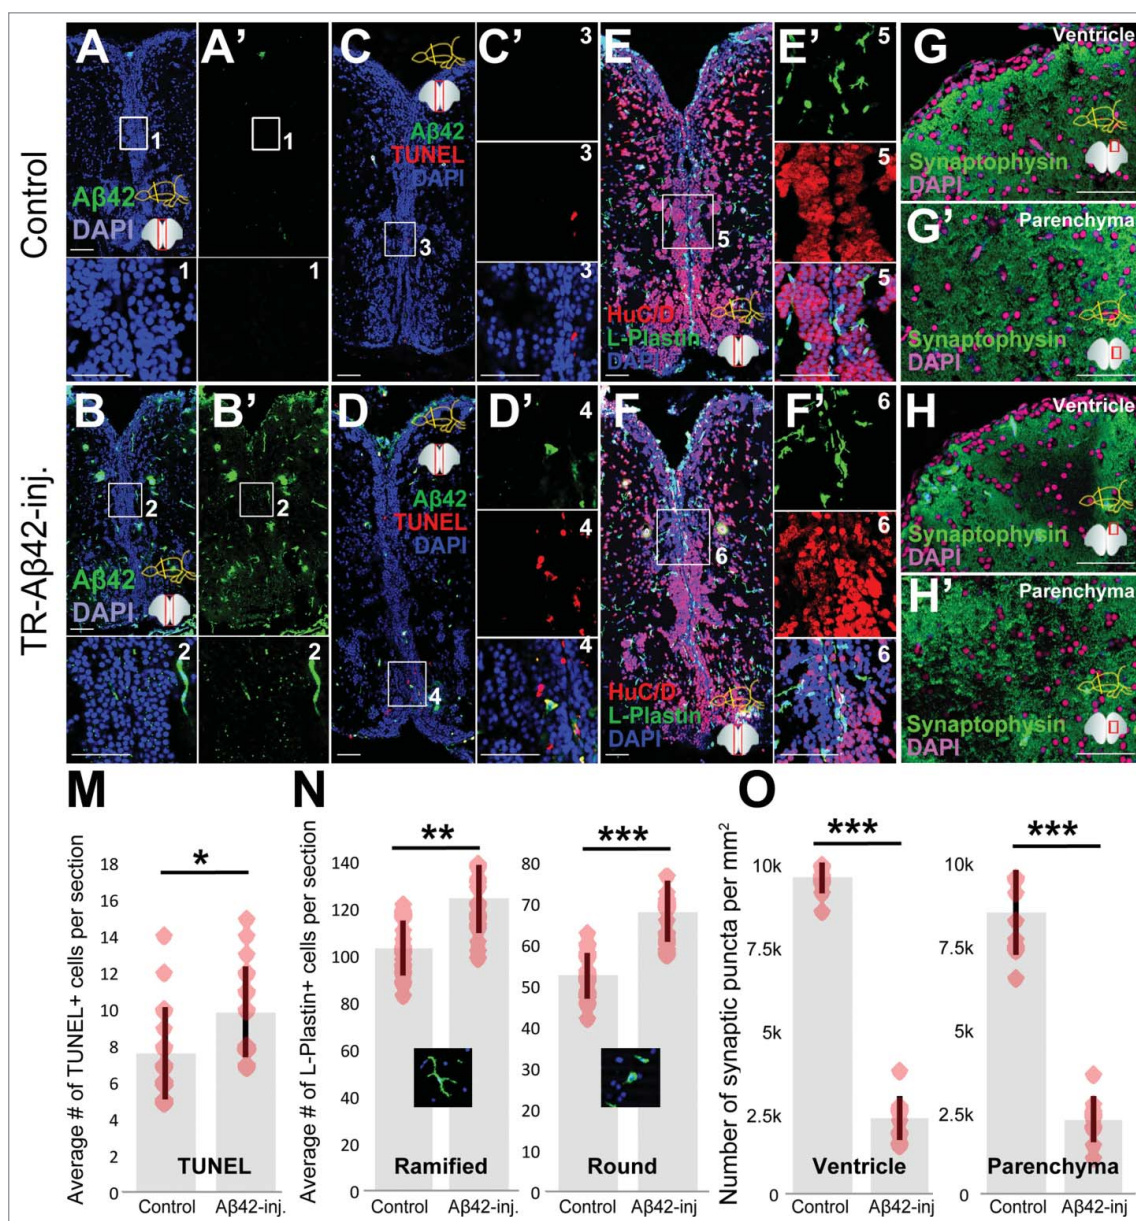 Control
A
1
Aβ42
DAPI
1
A'
1
1
C
Aβ42
TUNEL
DAPI
3
C'
3
3
3
E
5
HuC/D
L-Plastin
DAPI
E'
5
5
5
G
Ventricle
Synaptophysin
DAPI
G'
Parenchyma
Synaptophysin
DAPI
TR-Aβ42-inj.
B
2
Aβ42
DAPI
2
B'
2
2
D
Aβ42
TUNEL
DAPI
4
D'
4
4
4
F
6
HuC/D
L-Plastin
DAPI
F'
6
6
6
H
Ventricle
Synaptophysin
DAPI
H'
Parenchyma
Synaptophysin
DAPI
M
Average # of TUNEL+ cells per section
18
16
14
12
10
8
6
4
2
0
*
TUNEL
Control
Aβ42-inj.
N
Average # of L-Plastin+ cells per section
140
120
100
80
60
40
20
0
**
Ramified
Control
Aβ42-inj.
80
70
60
50
40
30
20
10
0
***
Round
Control
Aβ42-inj.
O
Number of synaptic puncta per mm²
10k
7.5k
5k
2.5k
0
***
Ventricle
Control
Aβ42-inj
10k
7.5k
5k
2.5k
0
***
Parenchyma
Control
Aβ42-inj